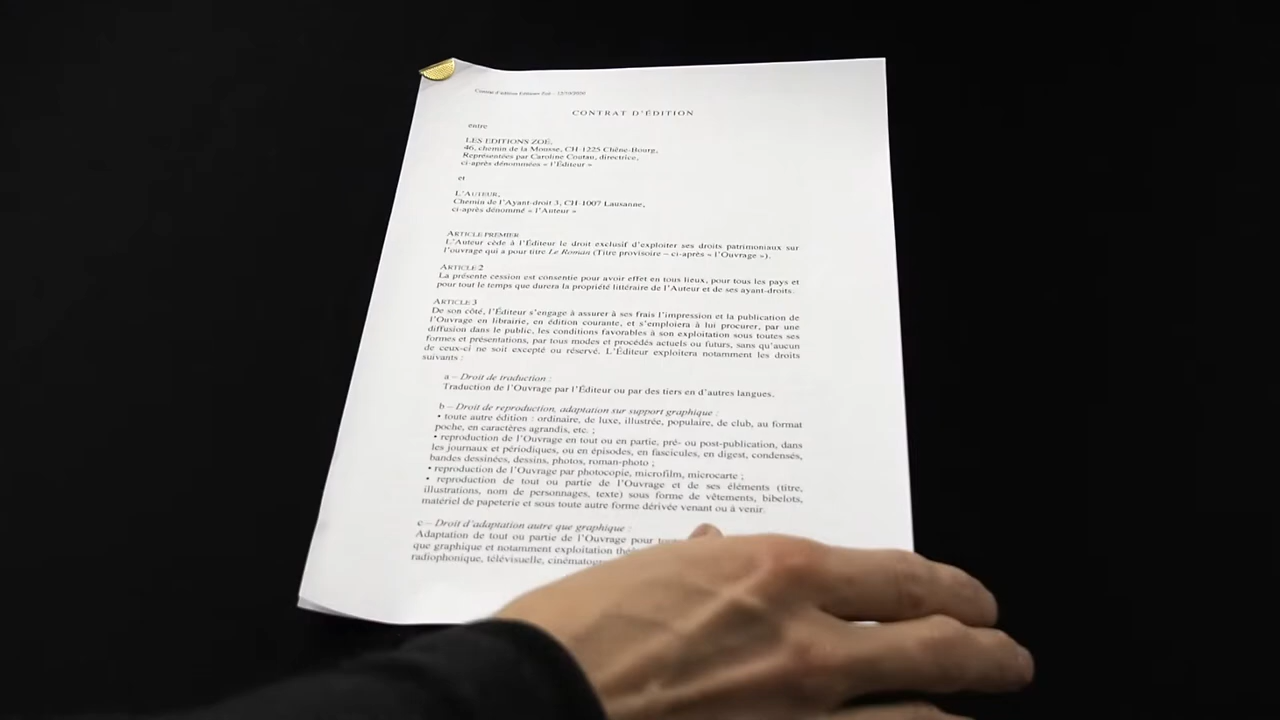 Contrat d'édition Editions Zoé –
CONTRAT D'ÉDITION
entre
LES EDITIONS ZOÉ,
46, chemin de la Mousse, CH-1225 Chêne-Bourg,
Représentées par Caroline Coutau, directrice,
ci-après dénommées « l'Éditeur »
et
L'AUTEUR,
Chemin de l'Ayant-droit 3, CH-1007 Lausanne,
ci-après dénommé « l'Auteur »
ARTICLE PREMIER
L'Auteur cède à l'Éditeur le droit exclusif d'exploiter ses droits patrimoniaux sur
l'ouvrage qui a pour titre Le Roman (Titre provisoire – ci-après « l'Ouvrage »).
ARTICLE 2
La présente cession est consentie pour avoir effet en tous lieux, pour tous les pays et
pour tout le temps que durera la propriété littéraire de l'Auteur et de ses ayant-droits.
ARTICLE 3
De son côté, l'Éditeur s'engage à assurer à ses frais l'impression et la publication de
l'Ouvrage en librairie, en édition courante, et s'emploiera à lui procurer, par une
diffusion dans le public, les conditions favorables à son exploitation sous toutes ses
formes et présentations, par tous modes et procédés actuels ou futurs, sans qu'aucun
de ceux-ci ne soit excepté ou réservé. L'Éditeur exploitera notamment les droits
suivants :
a – Droit de traduction :
Traduction de l'Ouvrage par l'Éditeur ou par des tiers en d'autres langues.
b – Droit de reproduction, adaptation sur support graphique :
• toute autre édition : ordinaire, de luxe, illustrée, populaire, de club, au format
poche, en caractères agrandis, etc. ;
• reproduction de l'Ouvrage en tout ou en partie, pré- ou post-publication, dans
les journaux et périodiques, ou en épisodes, en fascicules, en digest, condensés,
bandes dessinées, dessins, photos, roman-photo ;
• reproduction de l'Ouvrage par photocopie, microfilm, microcarte ;
• reproduction de tout ou partie de l'Ouvrage et de ses éléments (titre,
illustrations, nom de personnages, texte) sous forme de vêtements, bibelots,
matériel de papeterie et sous toute autre forme dérivée venant ou à venir.
c – Droit d'adaptation autre que graphique :
Adaptation de tout ou partie de l'Ouvrage pour
que graphique et notamment exploitation
radiophonique, télévisuelle,